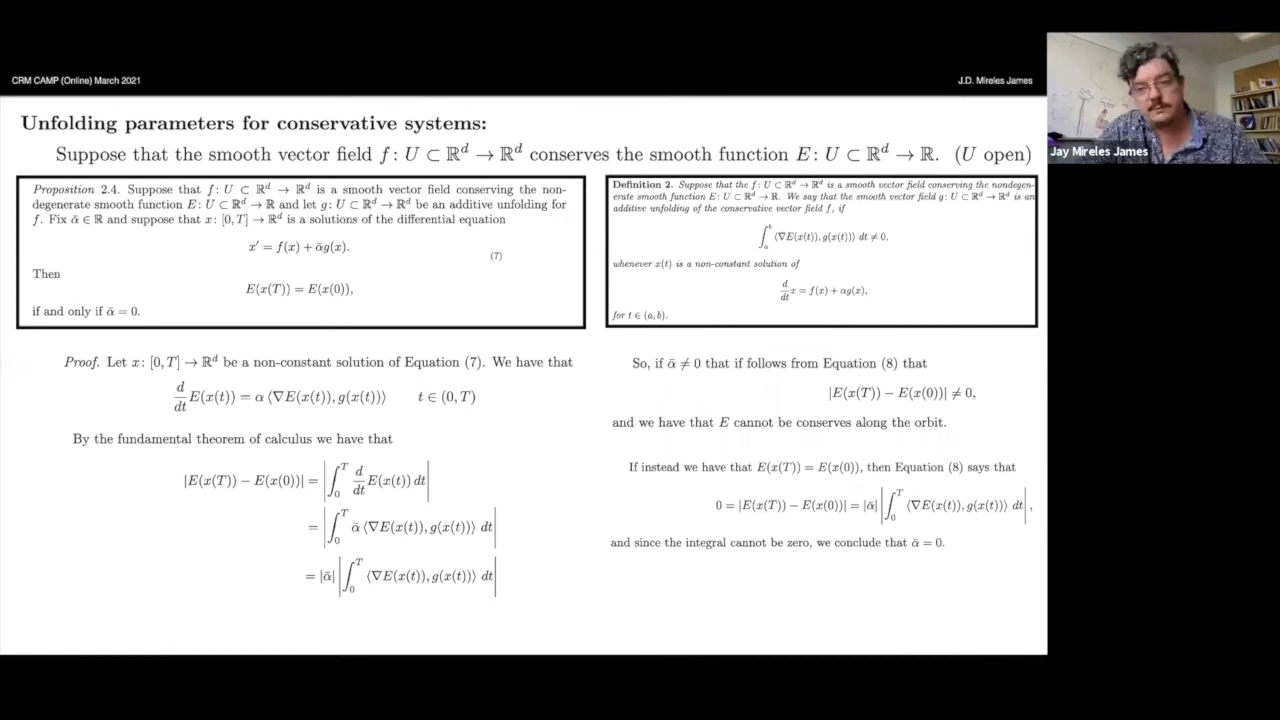 CRM CAMP (Online) March 2021
J.D. Mireles James
Unfolding parameters for conservative systems:
Suppose that the smooth vector field f: U ⊂ ℝ^d → ℝ^d conserves the smooth function E: U ⊂ ℝ^d → ℝ. (U open)
Proposition 2.4. Suppose that f: U ⊂ ℝ^d → ℝ^d is a smooth vector field conserving the non-
degenerate smooth function E: U ⊂ ℝ^d → ℝ and let g: U ⊂ ℝ^d → ℝ^d be an additive unfolding for
f. Fix ᾱ ∈ ℝ and suppose that x: [0, T] → ℝ^d is a solutions of the differential equation
x′ = f(x) + ᾱg(x).
(7)
Then
E(x(T)) = E(x(0)),
if and only if ᾱ = 0.
Definition 2. Suppose that the f: U ⊂ ℝ^d → ℝ^d is a smooth vector field conserving the nondegen-
erate smooth function E: U ⊂ ℝ^d → ℝ. We say that the smooth vector field g: U ⊂ ℝ^d → ℝ^d is an
additive unfolding of the conservative vector field f, if
∫_a^b ⟨∇E(x(t)), g(x(t))⟩ dt ≠ 0,
whenever x(t) is a non-constant solution of
d/dt x = f(x) + αg(x),
for t ∈ (a, b).
Proof. Let x: [0, T] → ℝ^d be a non-constant solution of Equation (7). We have that
d/dt E(x(t)) = α ⟨∇E(x(t)), g(x(t))⟩ t ∈ (0, T)
By the fundamental theorem of calculus we have that
|E(x(T)) − E(x(0))| = |∫_0^T d/dt E(x(t)) dt|
= |∫_0^T ᾱ ⟨∇E(x(t)), g(x(t))⟩ dt|
= |ᾱ| |∫_0^T ⟨∇E(x(t)), g(x(t))⟩ dt|
So, if ᾱ ≠ 0 that if follows from Equation (8) that
|E(x(T)) − E(x(0))| ≠ 0,
and we have that E cannot be conserves along the orbit.
If instead we have that E(x(T)) = E(x(0)), then Equation (8) says that
0 = |E(x(T)) − E(x(0))| = |ᾱ| |∫_0^T ⟨∇E(x(t)), g(x(t))⟩ dt|,
and since the integral cannot be zero, we conclude that ᾱ = 0.
Jay Mireles James